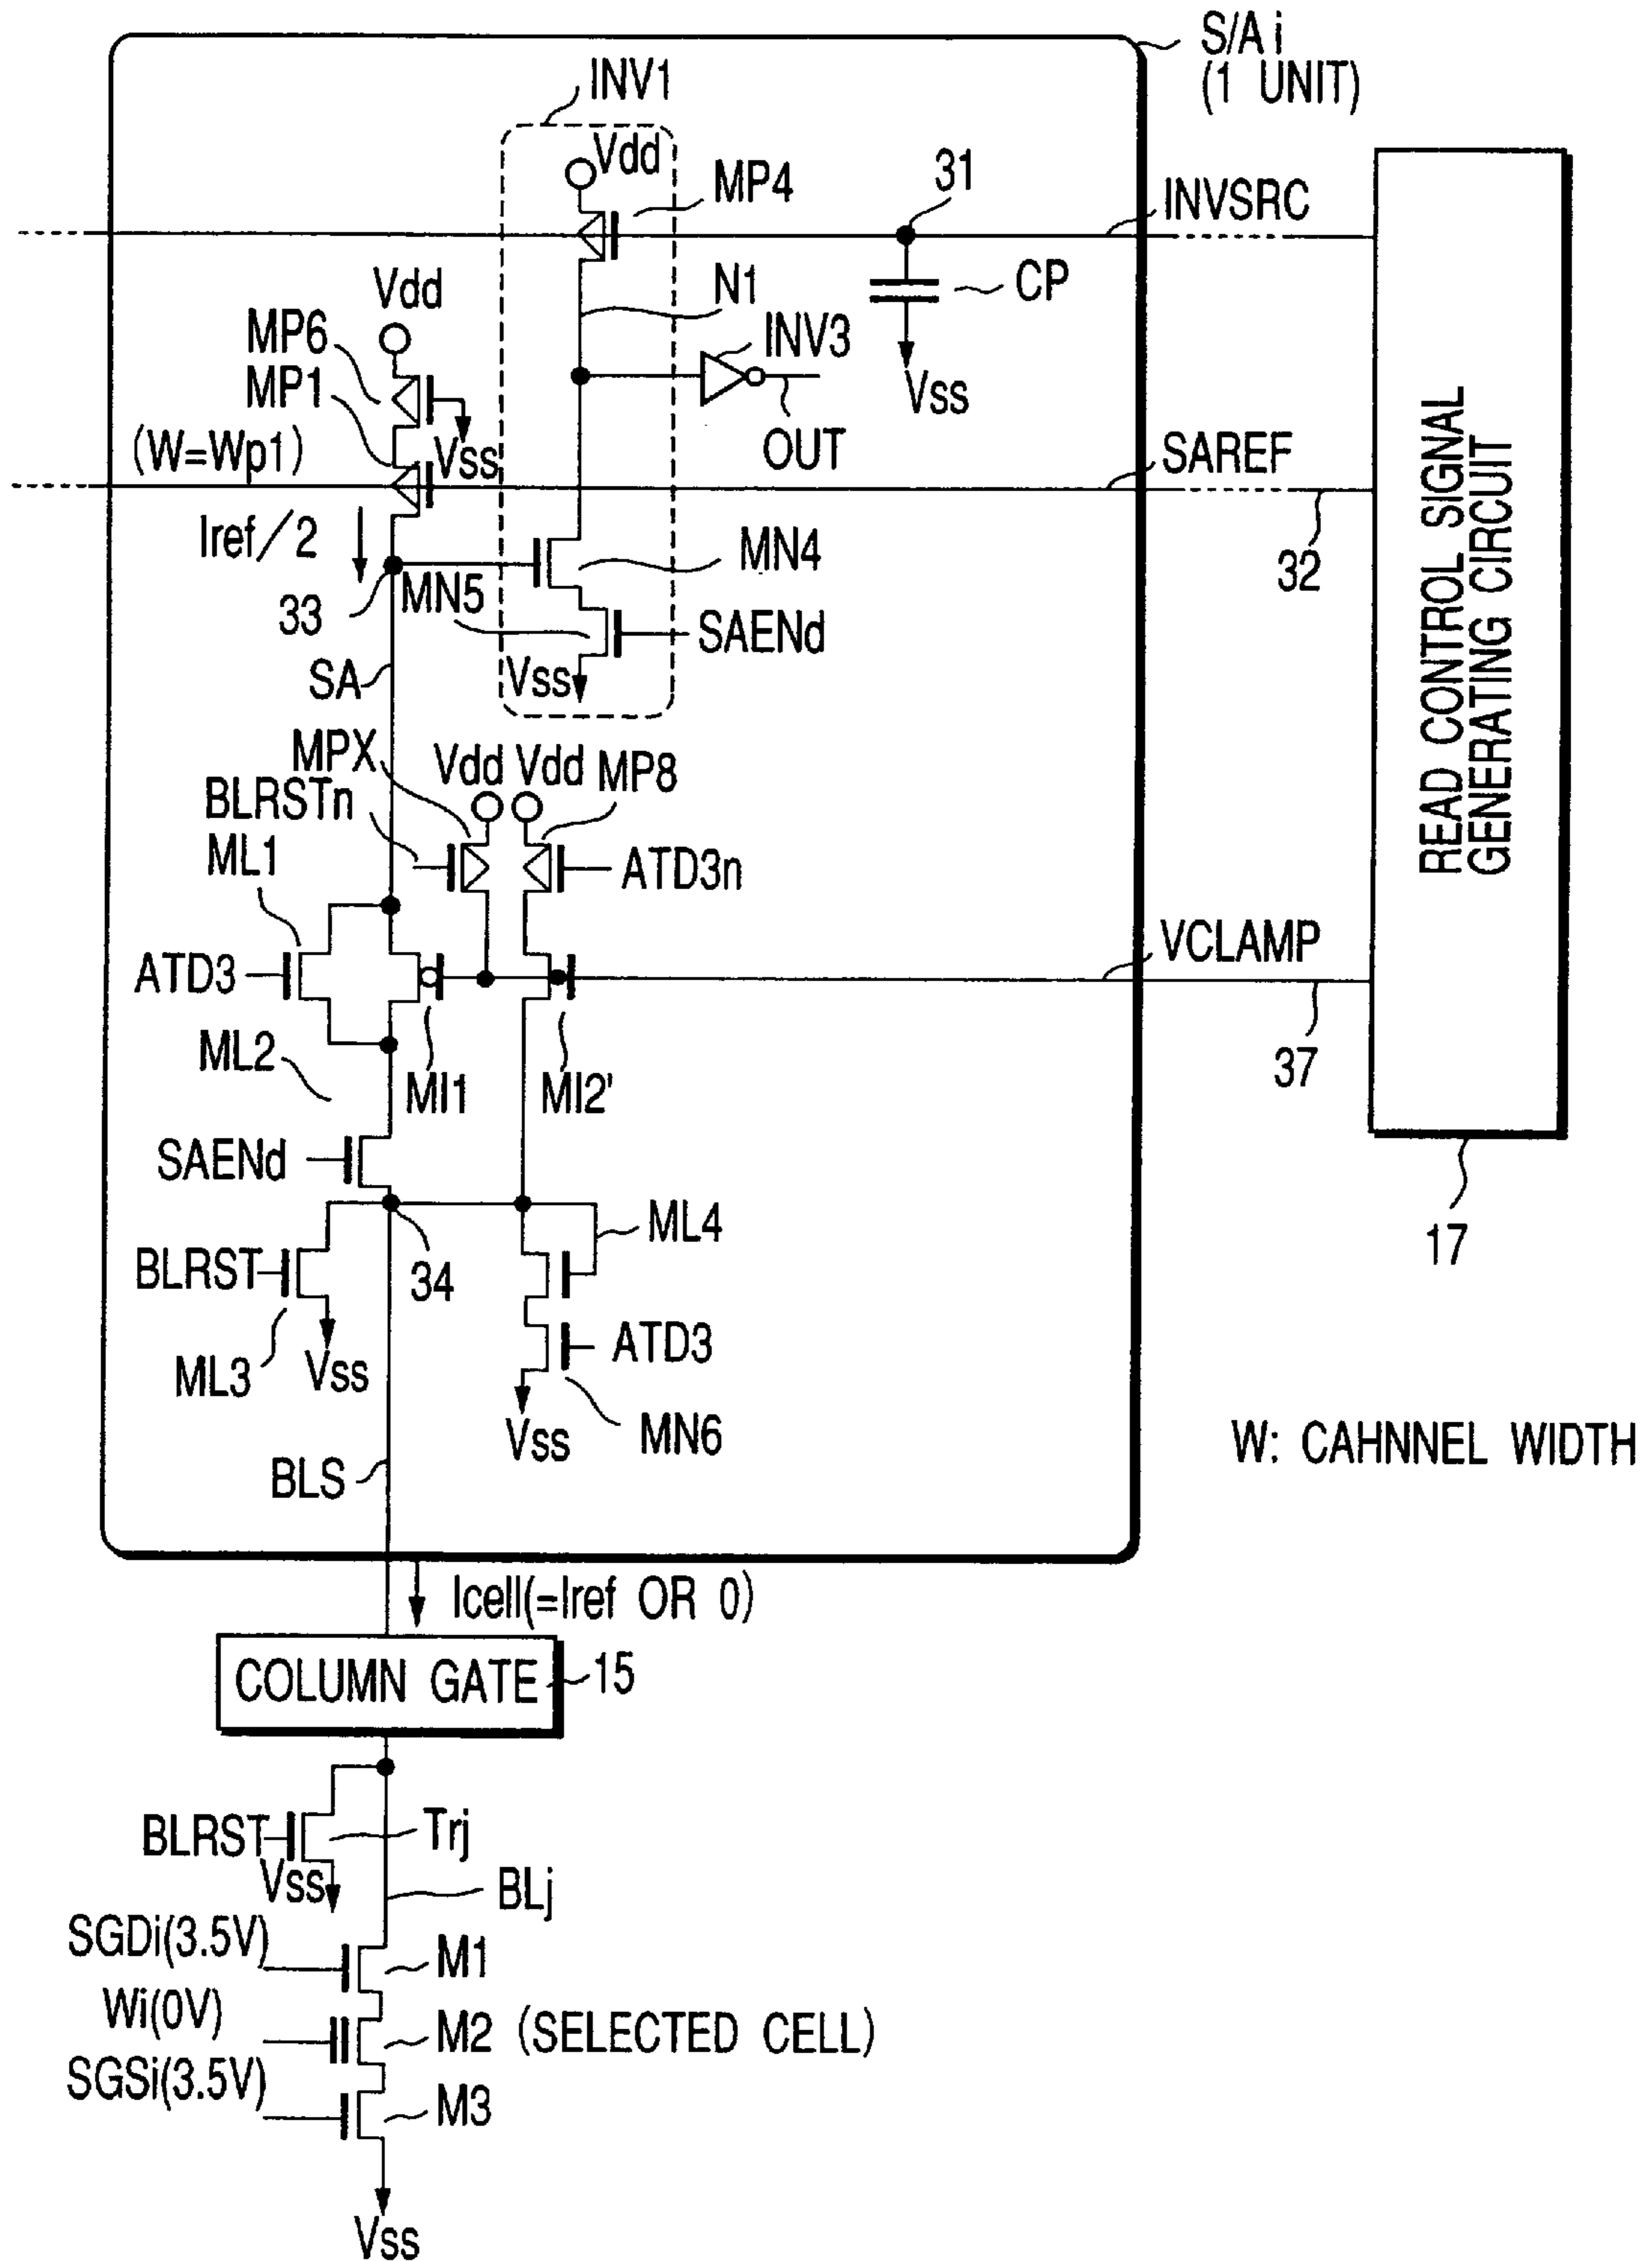 S/A i
(1 UNIT)
INV1
Vdd
MP4
31
INVSRC
Vdd
N1
CP
MP6
INV3
MP1
Vss
(W=Wp1)
Vss
OUT
SAREF
Iref/2
MN4
32
33
MN5
SAENd
SA
Vss
READ CONTROL SIGNAL
GENERATING CIRCUIT
MPX
Vdd
Vdd
MP8
BLRSTn
ML1
ATD3n
VCLAMP
ATD3
ML2
MI1
MI2'
37
SAENd
ML4
17
BLRST
34
ATD3
ML3
Vss
Vss
MN6
W: CAHNNEL WIDTH
BLS
Icell(=Iref OR 0)
COLUMN GATE
15
BLRST
Trj
Vss
BLj
SGDi(3.5V)
M1
Wi(0V)
M2 (SELECTED CELL)
SGSi(3.5V)
M3
Vss